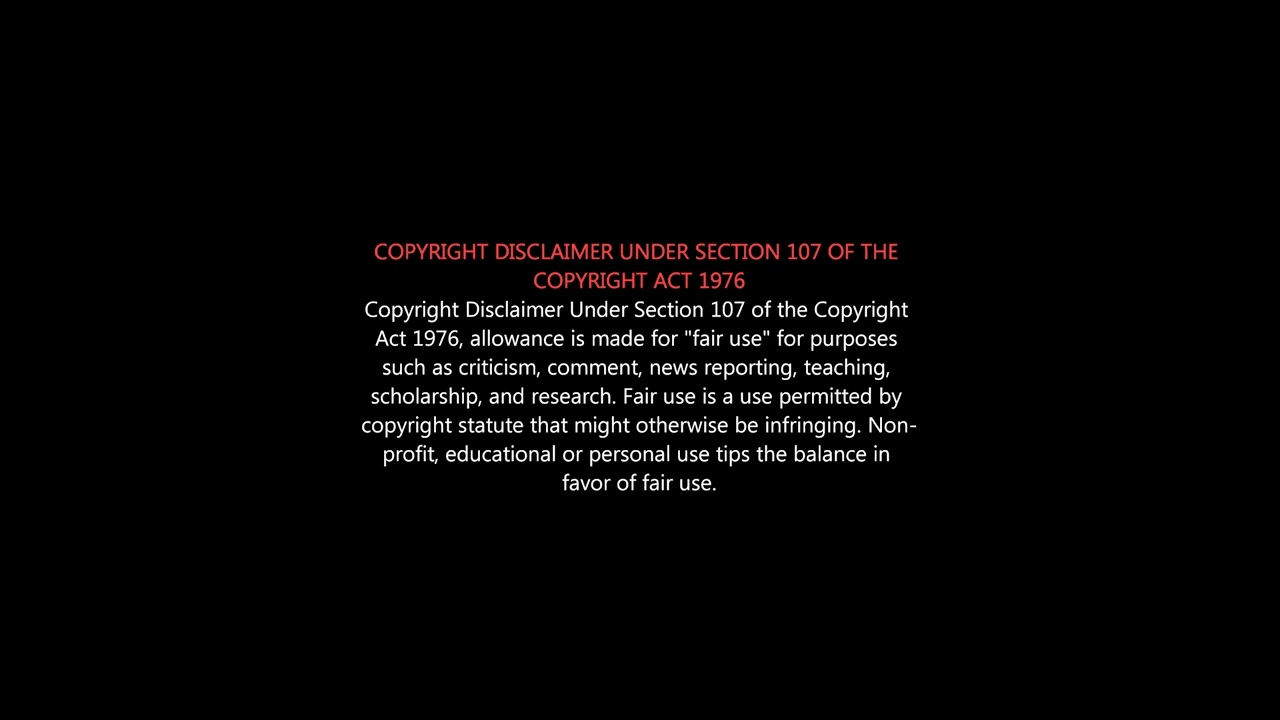 COPYRIGHT DISCLAIMER UNDER SECTION 107 OF THE
COPYRIGHT ACT 1976
Copyright Disclaimer Under Section 107 of the Copyright
Act 1976, allowance is made for "fair use" for purposes
such as criticism, comment, news reporting, teaching,
scholarship, and research. Fair use is a use permitted by
copyright statute that might otherwise be infringing. Non-
profit, educational or personal use tips the balance in
favor of fair use.